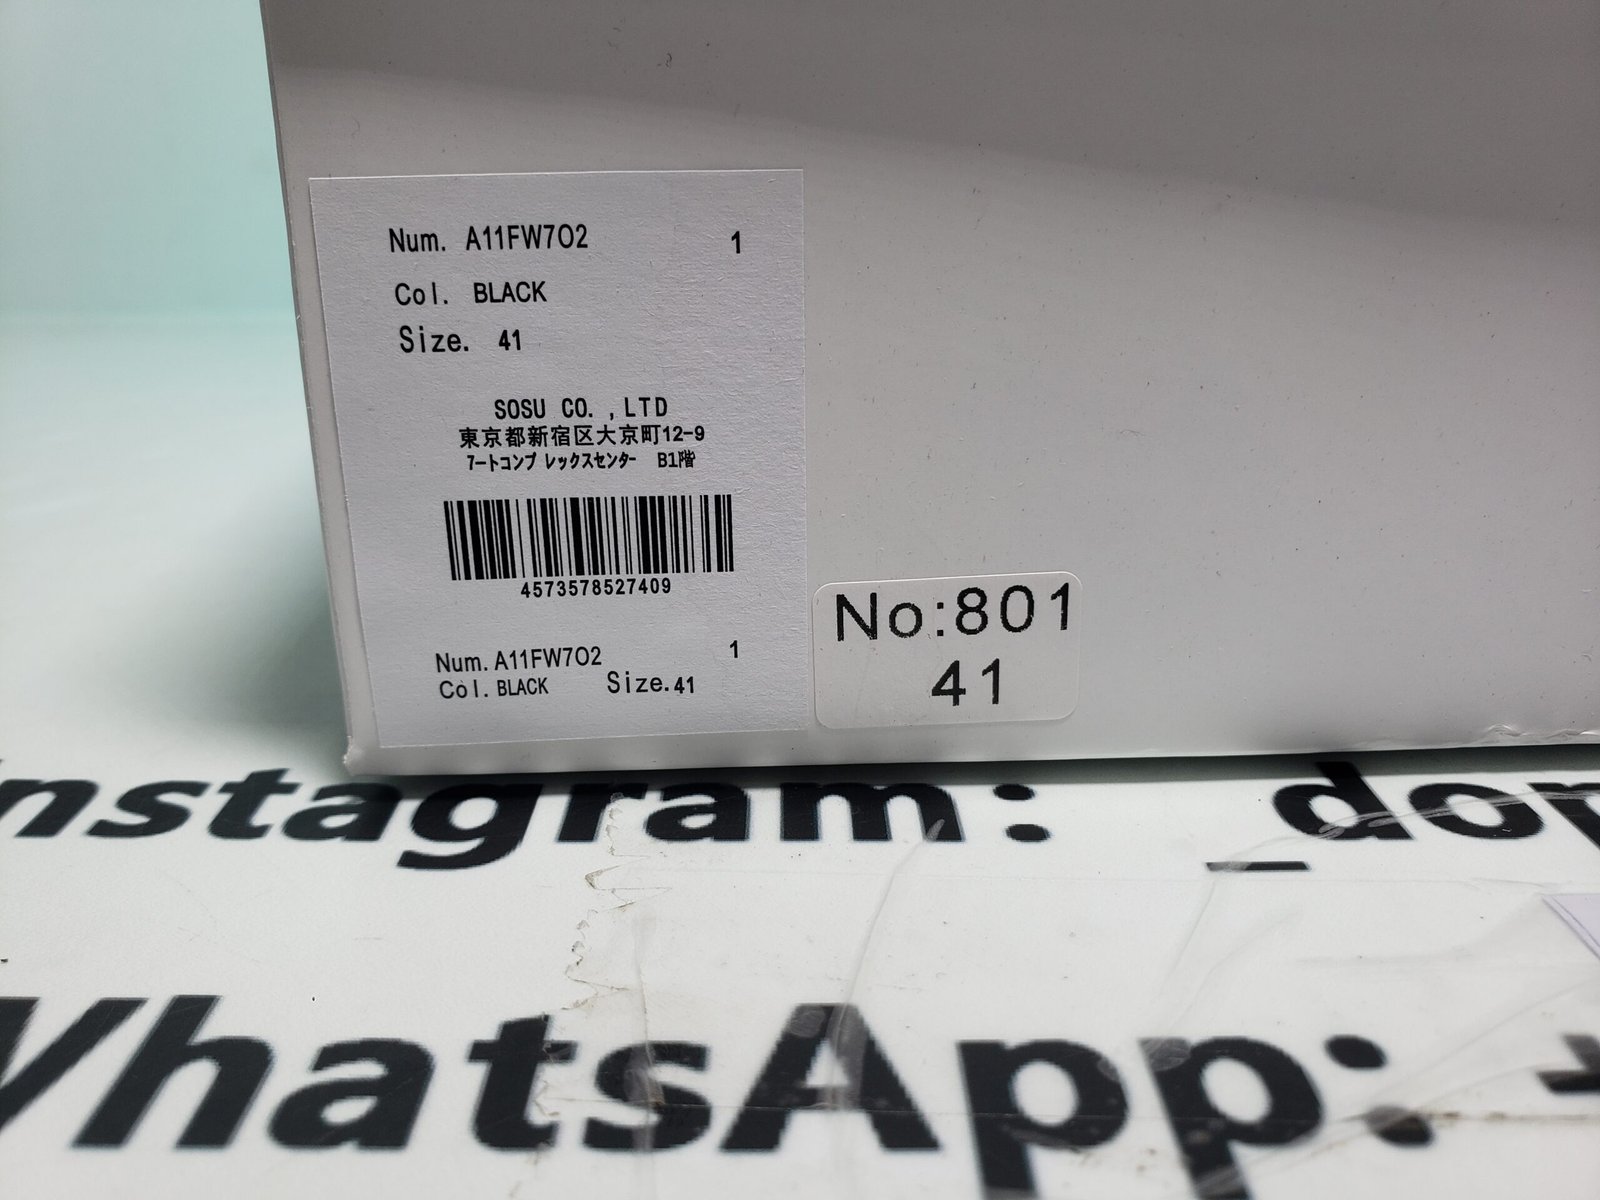 Num. A11FW7O2 1
Col. BLACK
Size. 41
SOSU CO. ,LTD
東京都新宿区大京町12-9
ｱｰﾄｺﾝﾌﾟﾚｯｸｽｾﾝﾀｰ B1階
4573578527409
Num. A11FW7O2 1
Col. BLACK Size. 41
No:801
41
Instagram: _dop
WhatsApp: +